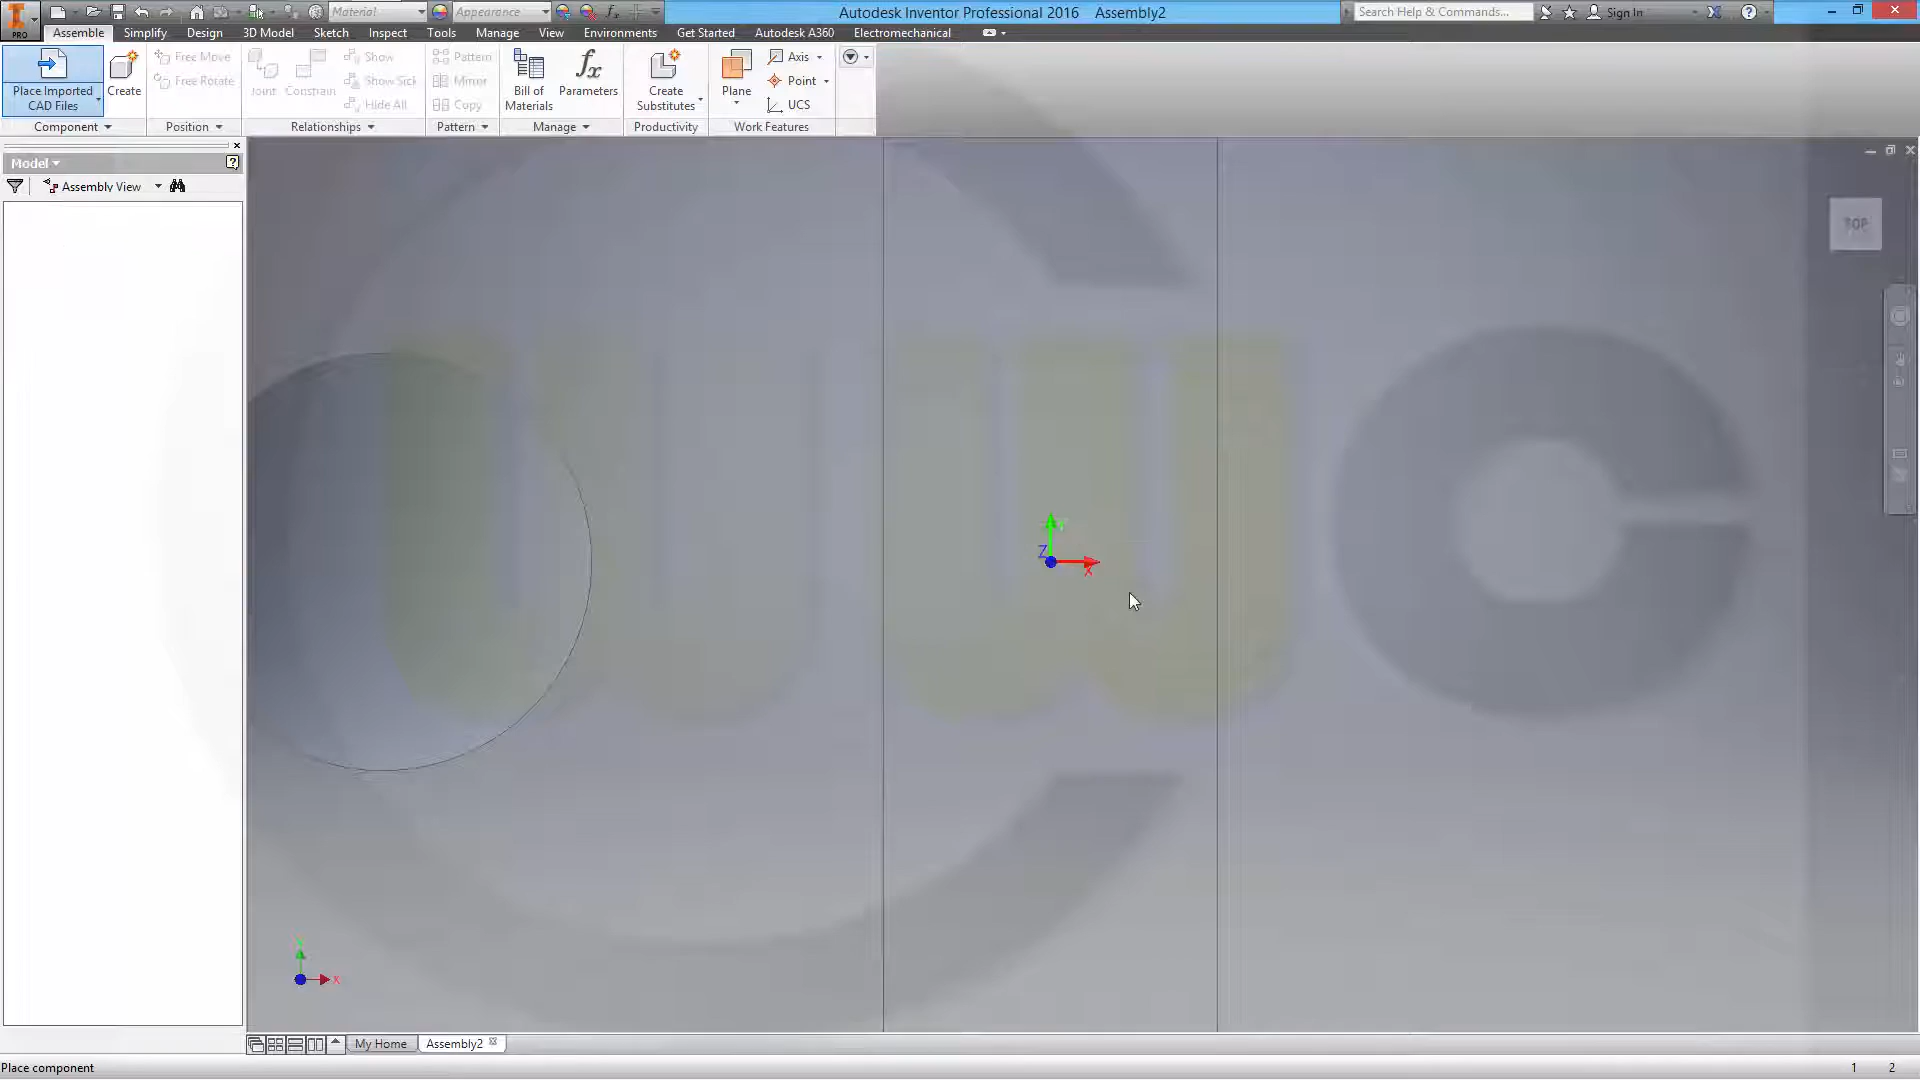 PRO
Material
Appearance
fx
Autodesk Inventor Professional 2016 Assembly2
Search Help & Commands...
Sign In
Assemble Simplify Design 3D Model Sketch Inspect Tools Manage View Environments Get Started Autodesk A360 Electromechanical
Place Imported
CAD Files
Create
Free Move
Free Rotate
Joint
Constrain
Show
Show Sick
Hide All
Pattern
Mirror
Copy
Bill of
Materials
fx
Parameters
Create
Substitutes
Plane
Axis
Point
UCS
Component Position Relationships Pattern Manage Productivity Work Features
Model
Assembly View
TOP
Z
X
X
My Home Assembly2
Place component
1 2